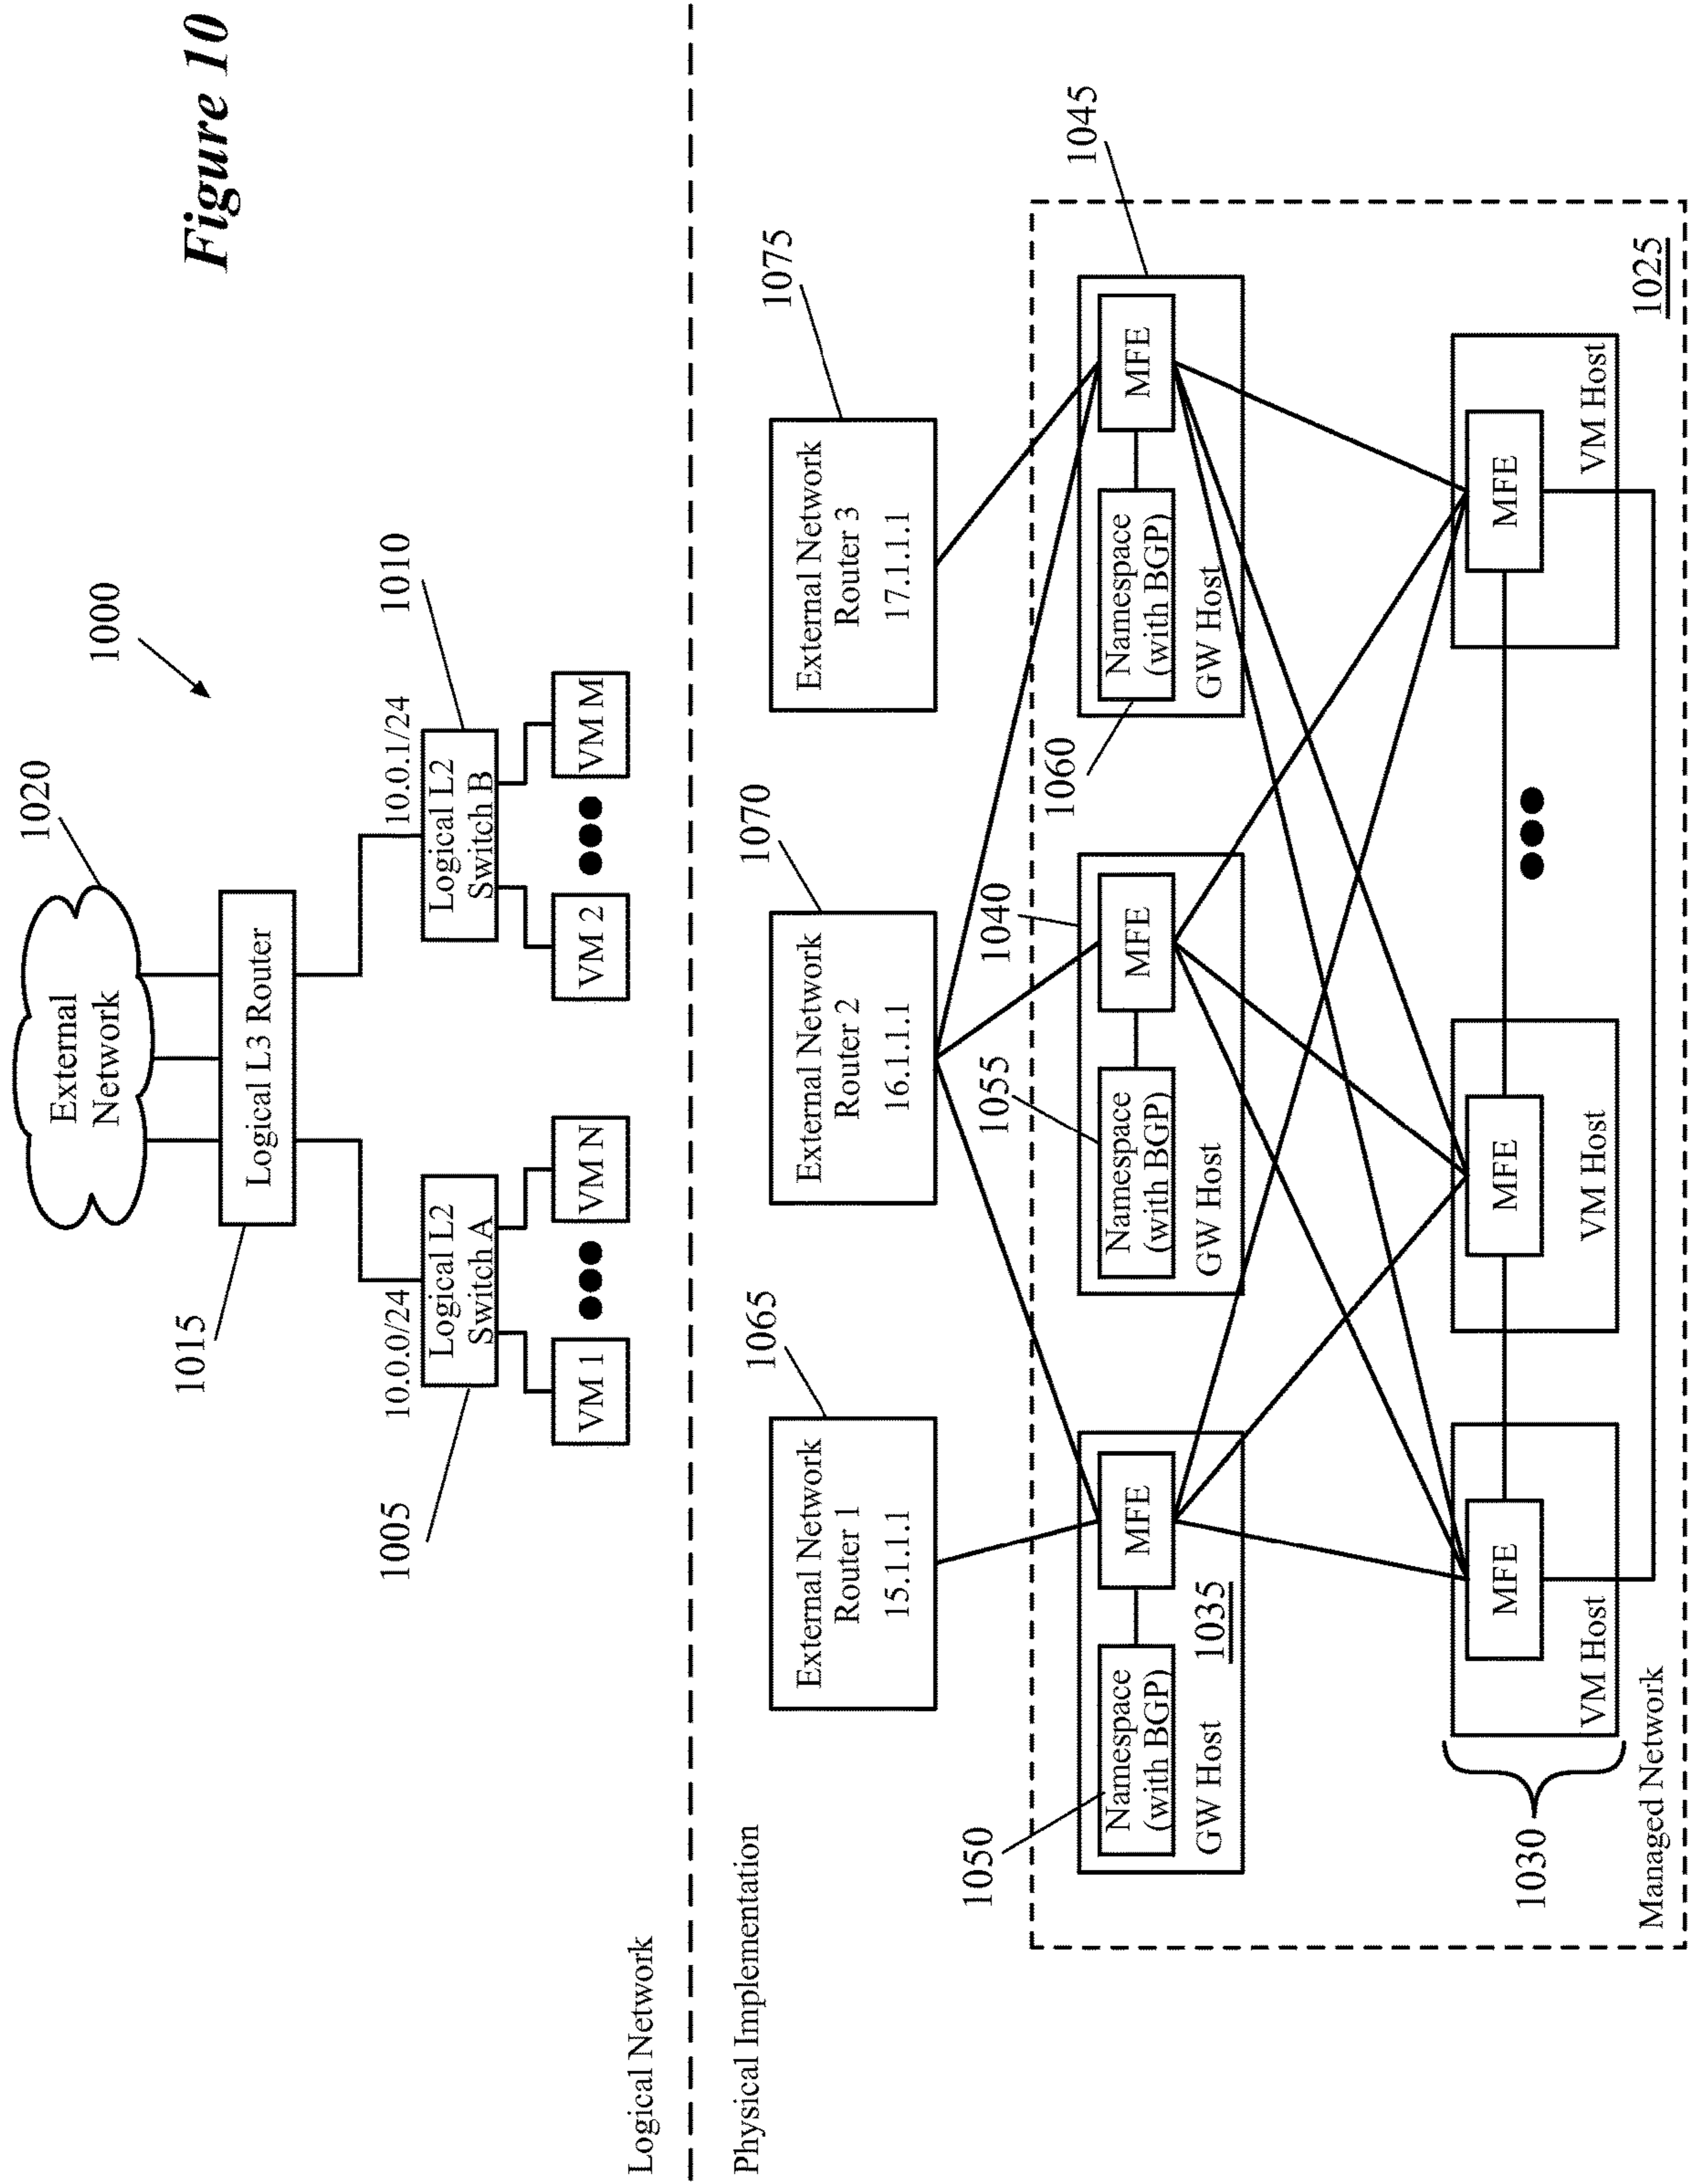 Figure 10
1000
1020
External
Network
1015
Logical L3 Router
10.0.0/24
10.0.1/24
1005
Logical L2
Switch A
Logical L2
Switch B
1010
VM 1
VM N
VM 2
VM M
Logical Network
Physical Implementation
1065
External Network
Router 1
15.1.1.1
1070
External Network
Router 2
16.1.1.1
1075
External Network
Router 3
17.1.1.1
1050
Namespace
(with BGP)
MFE
GW Host
1035
1055
1040
Namespace
(with BGP)
MFE
GW Host
1060
1045
Namespace
(with BGP)
MFE
GW Host
1030
MFE
VM Host
MFE
VM Host
MFE
VM Host
Managed Network
1025